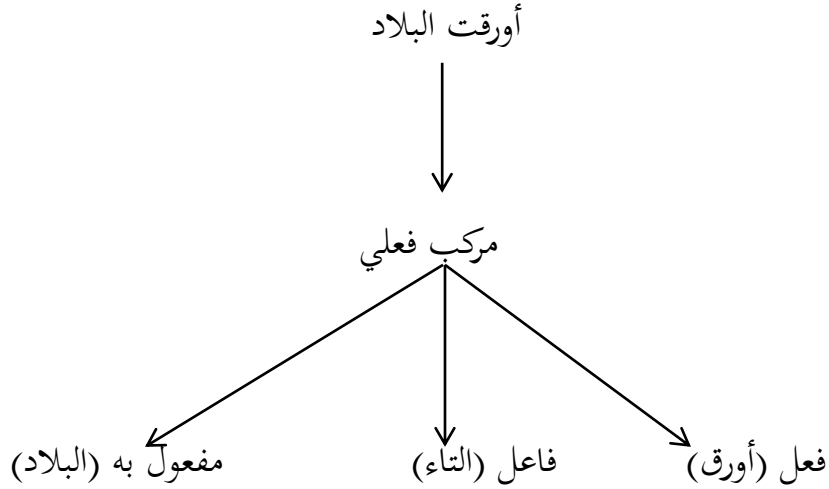 أورقت البلاد
مركب فعلي
فعل (أورق) فاعل (التاء) مفعول به (البلاد)